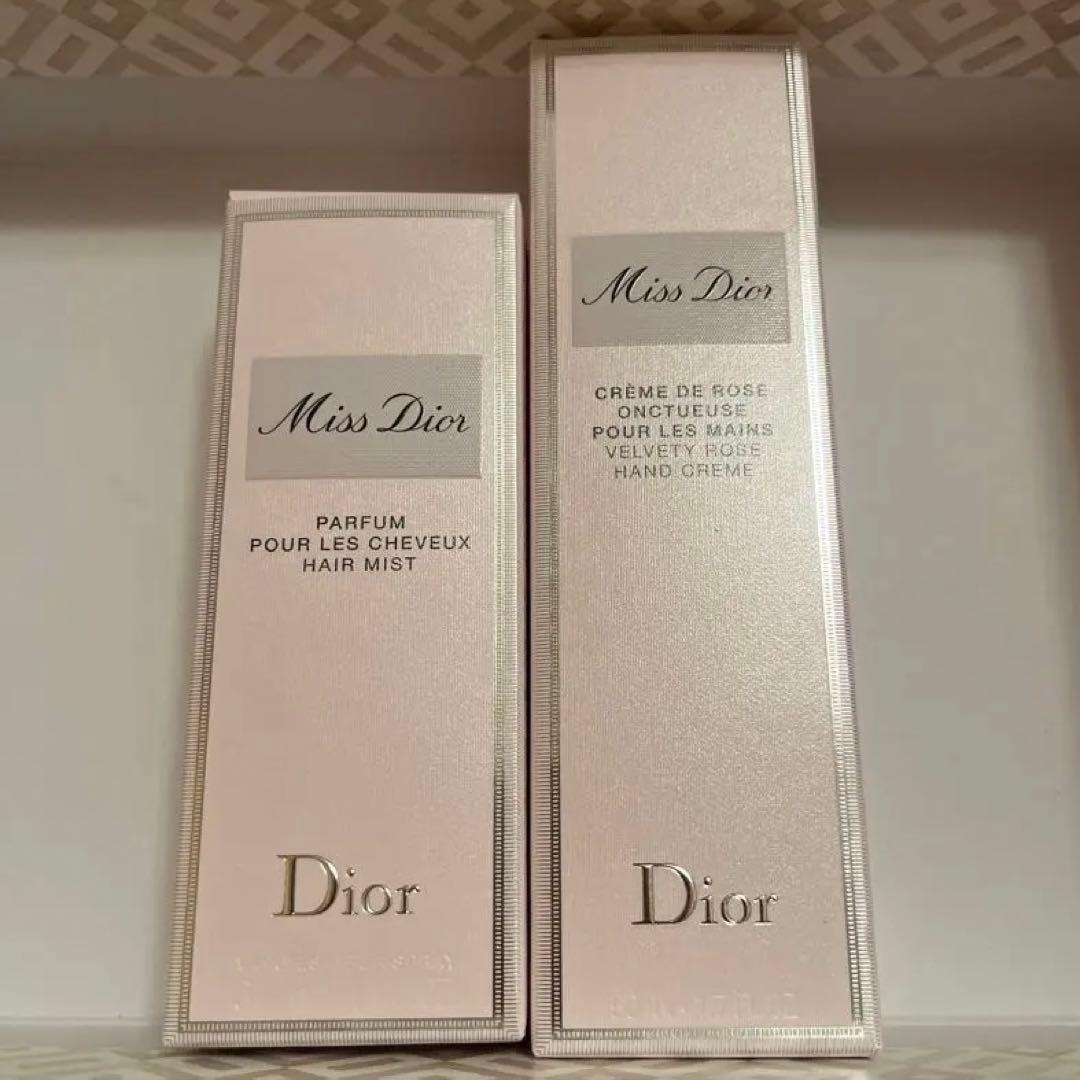 Miss Dior
PARFUM
POUR LES CHEVEUX
HAIR MIST
Dior
Miss Dior
CRÈME DE ROSE
ONCTUEUSE
POUR LES MAINS
VELVETY ROSE
HAND CREME
Dior